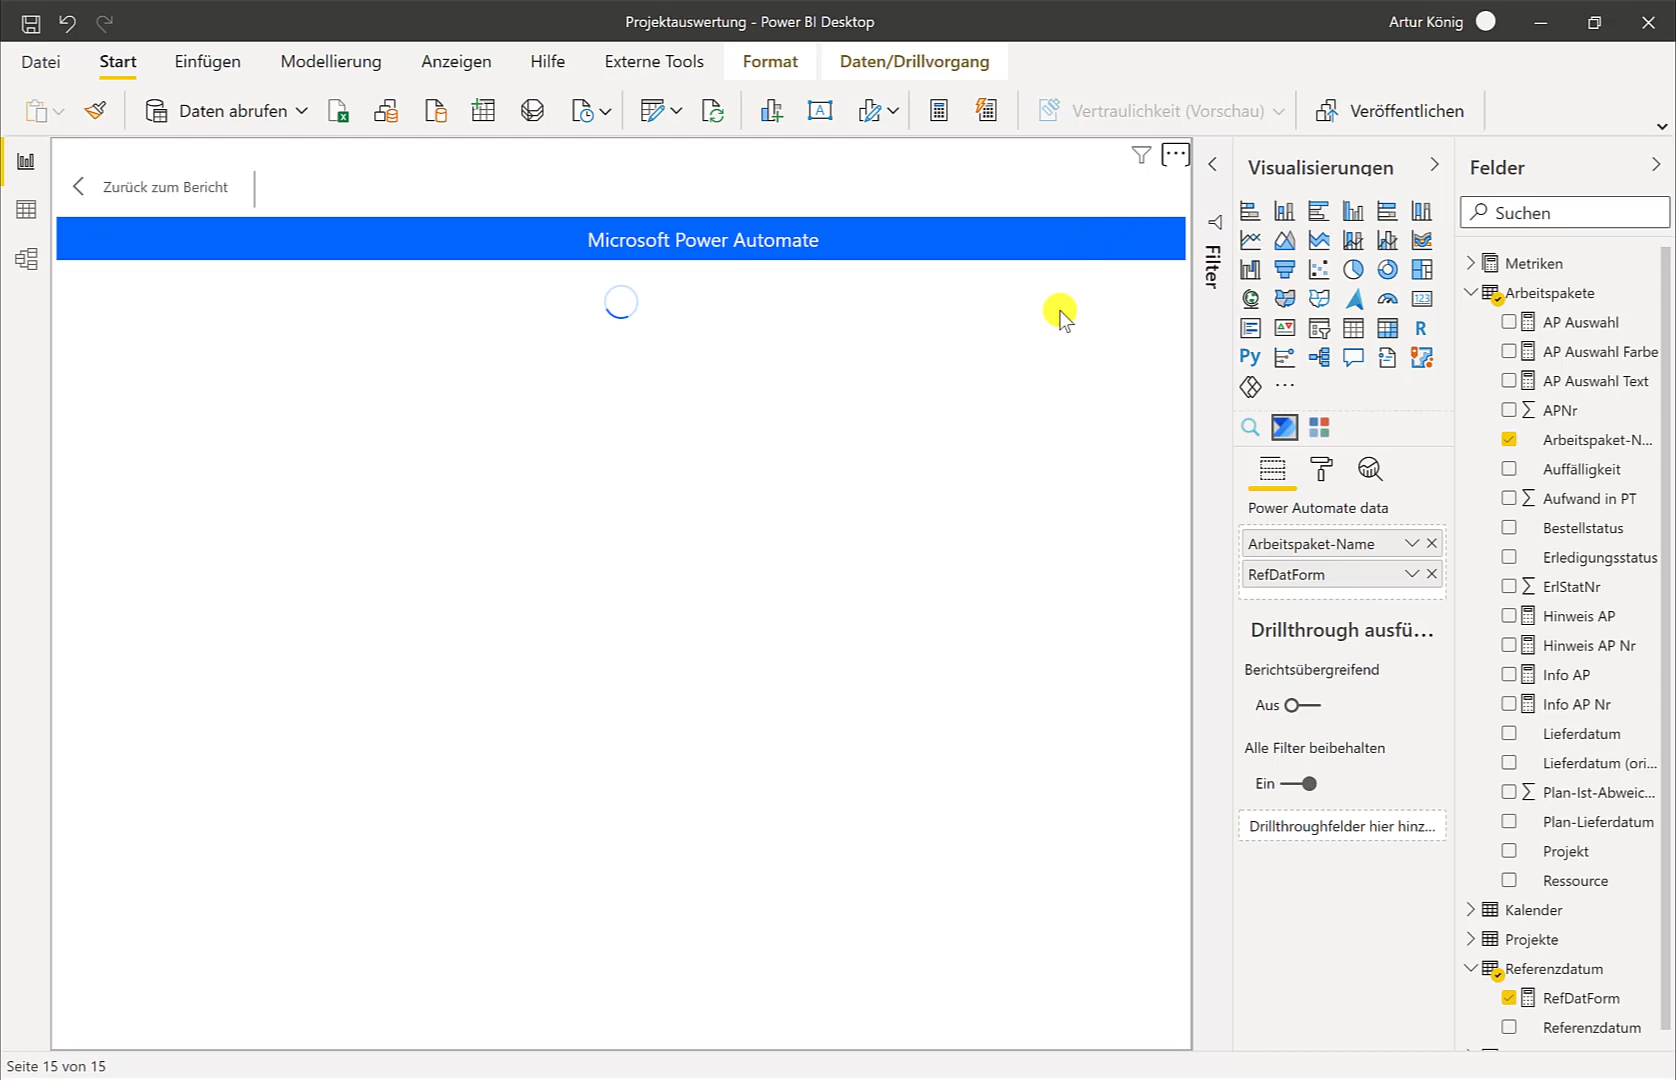 Projektauswertung - Power BI Desktop
Artur König
Datei
Start
Einfügen
Modellierung
Anzeigen
Hilfe
Externe Tools
Format
Daten/Drillvorgang
Daten abrufen
Vertraulichkeit (Vorschau)
Veröffentlichen
Zurück zum Bericht
Microsoft Power Automate
Filter
Visualisierungen
123
R
Py
Power Automate data
Arbeitspaket-Name
RefDatForm
Drillthrough ausfü...
Berichtsübergreifend
Aus
Alle Filter beibehalten
Ein
Drillthroughfelder hier hinz...
Felder
Suchen
Metriken
Arbeitspakete
AP Auswahl
AP Auswahl Farbe
AP Auswahl Text
APNr
Arbeitspaket-N...
Auffälligkeit
Aufwand in PT
Bestellstatus
Erledigungsstatus
ErlStatNr
Hinweis AP
Hinweis AP Nr
Info AP
Info AP Nr
Lieferdatum
Lieferdatum (ori...
Plan-Ist-Abweic...
Plan-Lieferdatum
Projekt
Ressource
Kalender
Projekte
Referenzdatum
RefDatForm
Referenzdatum
Seite 15 von 15